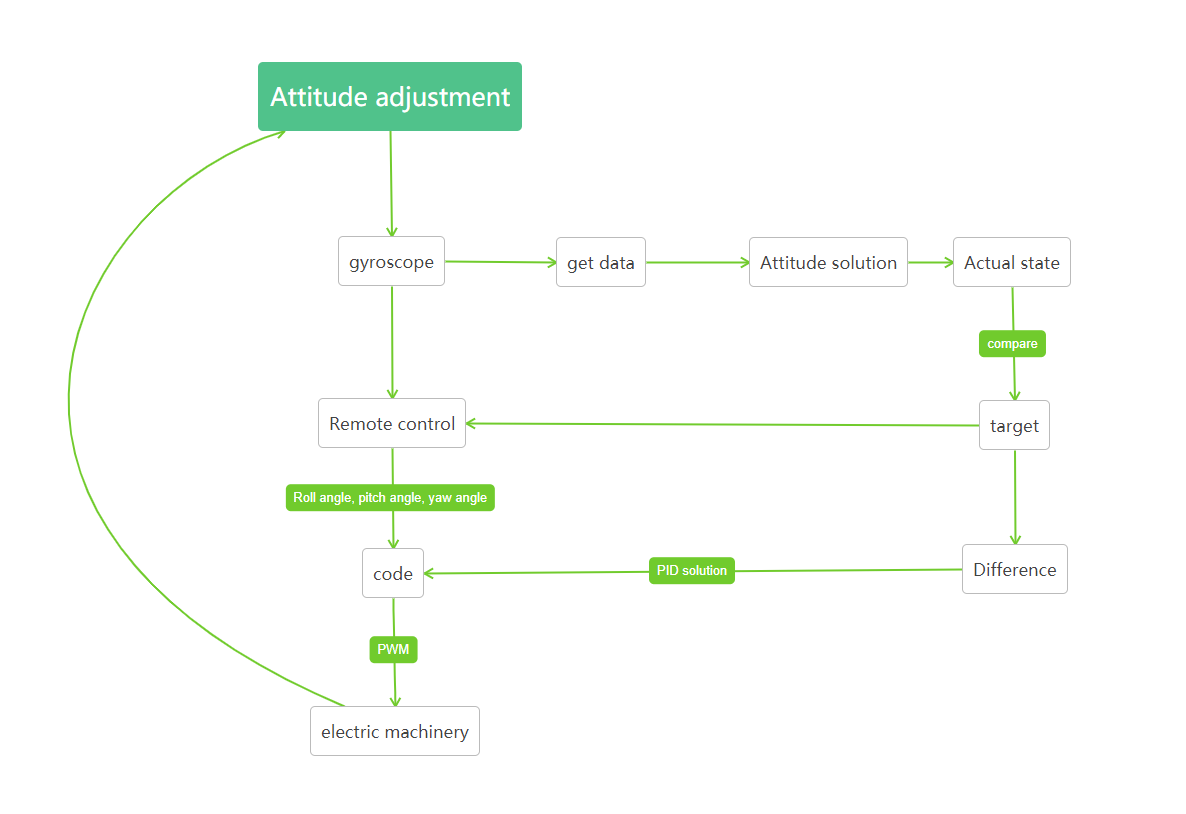 Attitude adjustment
gyroscope
get data
Attitude solution
Actual state
compare
Remote control
target
Roll angle, pitch angle, yaw angle
code
PID solution
Difference
PWM
electric machinery